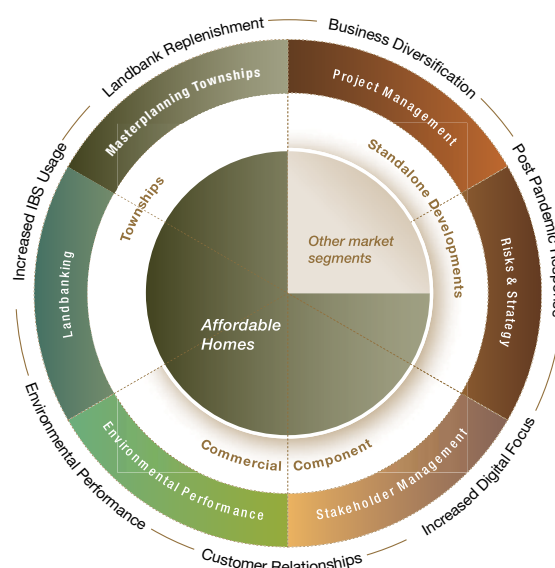 Landbank Replenishment
Business Diversification
Post Pandemic Response
Increased Digital Focus
Customer Relationships
Environmental Performance
Increased IBS Usage
Masterplanning Townships
Project Management
Risks & Strategy
Stakeholder Management
Environmental Performance
Landbanking
Townships
Standalone Developments
Commercial Component
Other market
segments
Affordable
Homes